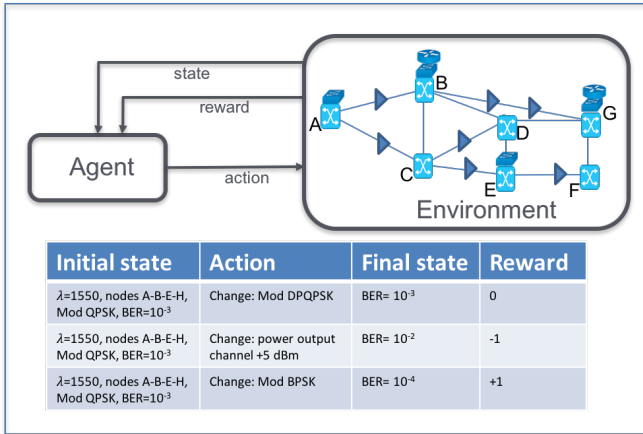 state
reward
Agent
action
A
B
C
D
E
F
G
Environment
Initial state Action Final state Reward
λ=1550, nodes A-B-E-H, Change: Mod DPQPSK BER= 10⁻³ 0
Mod QPSK, BER=10⁻³
λ=1550, nodes A-B-E-H, Change: power output BER= 10⁻² -1
Mod QPSK, BER=10⁻³ channel +5 dBm
λ=1550, nodes A-B-E-H, Change: Mod BPSK BER= 10⁻⁴ +1
Mod QPSK, BER=10⁻³